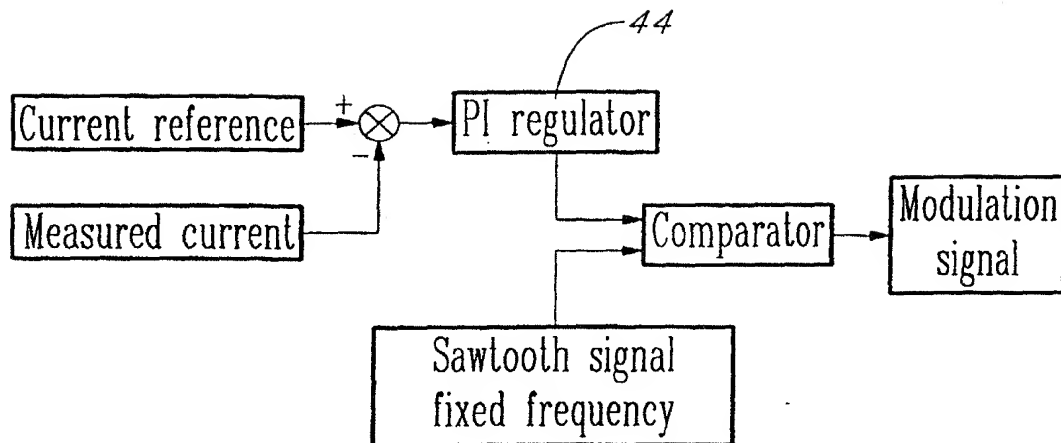 44
Current reference
+
PI regulator
-
Measured current
Comparator
Modulation
signal
Sawtooth signal
fixed frequency